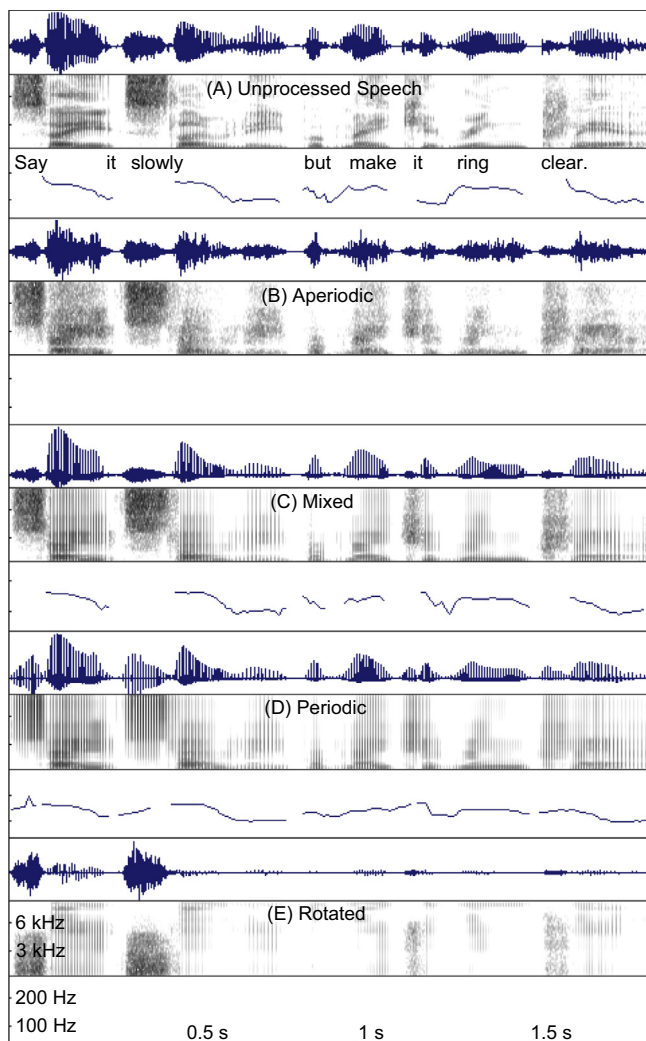 (A) Unprocessed Speech
Say it slowly but make it ring clear.
(B) Aperiodic
(C) Mixed
(D) Periodic
(E) Rotated
6 kHz
3 kHz
200 Hz
100 Hz
0.5 s 1 s 1.5 s